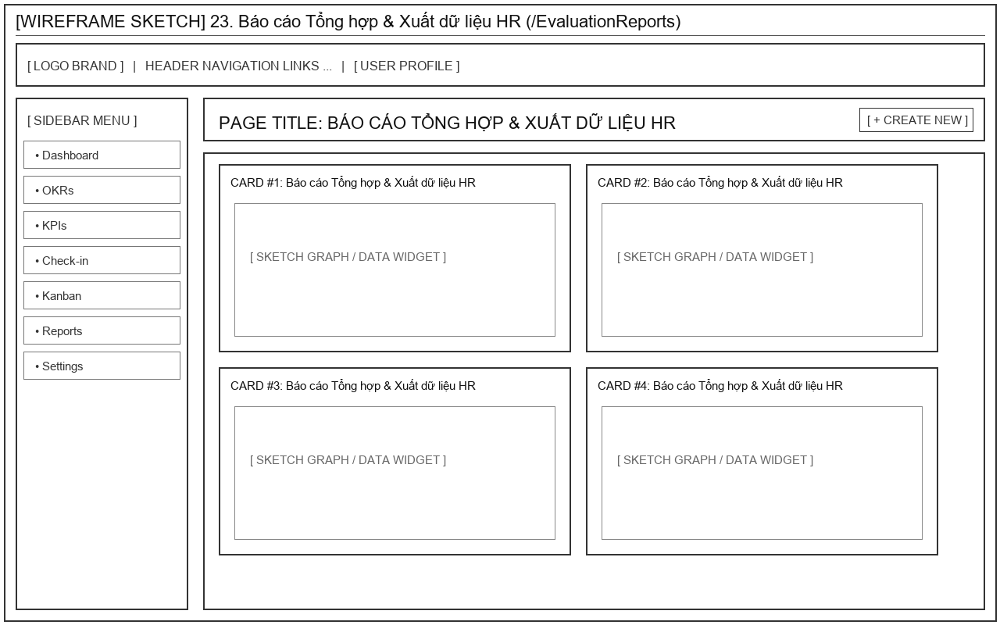 [WIREFRAME SKETCH] 23. Báo cáo Tổng hợp & Xuất dữ liệu HR (/EvaluationReports)
[ LOGO BRAND ] | HEADER NAVIGATION LINKS ... | [ USER PROFILE ]
[ SIDEBAR MENU ]
• Dashboard
• OKRs
• KPIs
• Check-in
• Kanban
• Reports
• Settings
PAGE TITLE: BÁO CÁO TỔNG HỢP & XUẤT DỮ LIỆU HR
[ + CREATE NEW ]
CARD #1: Báo cáo Tổng hợp & Xuất dữ liệu HR
[ SKETCH GRAPH / DATA WIDGET ]
CARD #2: Báo cáo Tổng hợp & Xuất dữ liệu HR
[ SKETCH GRAPH / DATA WIDGET ]
CARD #3: Báo cáo Tổng hợp & Xuất dữ liệu HR
[ SKETCH GRAPH / DATA WIDGET ]
CARD #4: Báo cáo Tổng hợp & Xuất dữ liệu HR
[ SKETCH GRAPH / DATA WIDGET ]